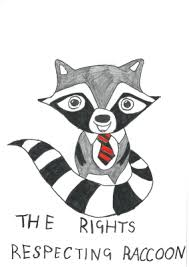 THE RIGHTS
RESPECTING RACCOON